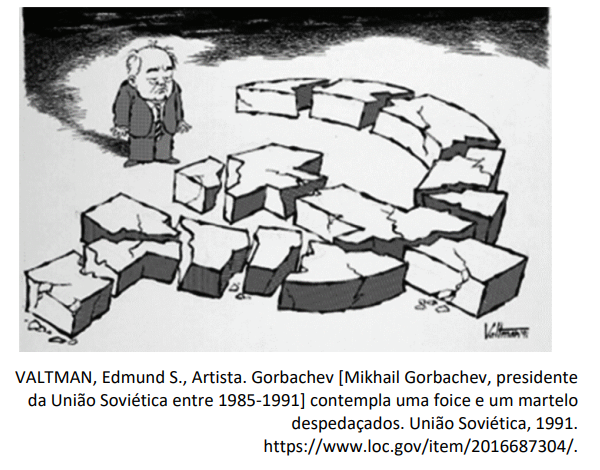 Valtman 91
VALTMAN, Edmund S., Artista. Gorbachev [Mikhail Gorbachev, presidente
da União Soviética entre 1985-1991] contempla uma foice e um martelo
despedaçados. União Soviética, 1991.
https://www.loc.gov/item/2016687304/.